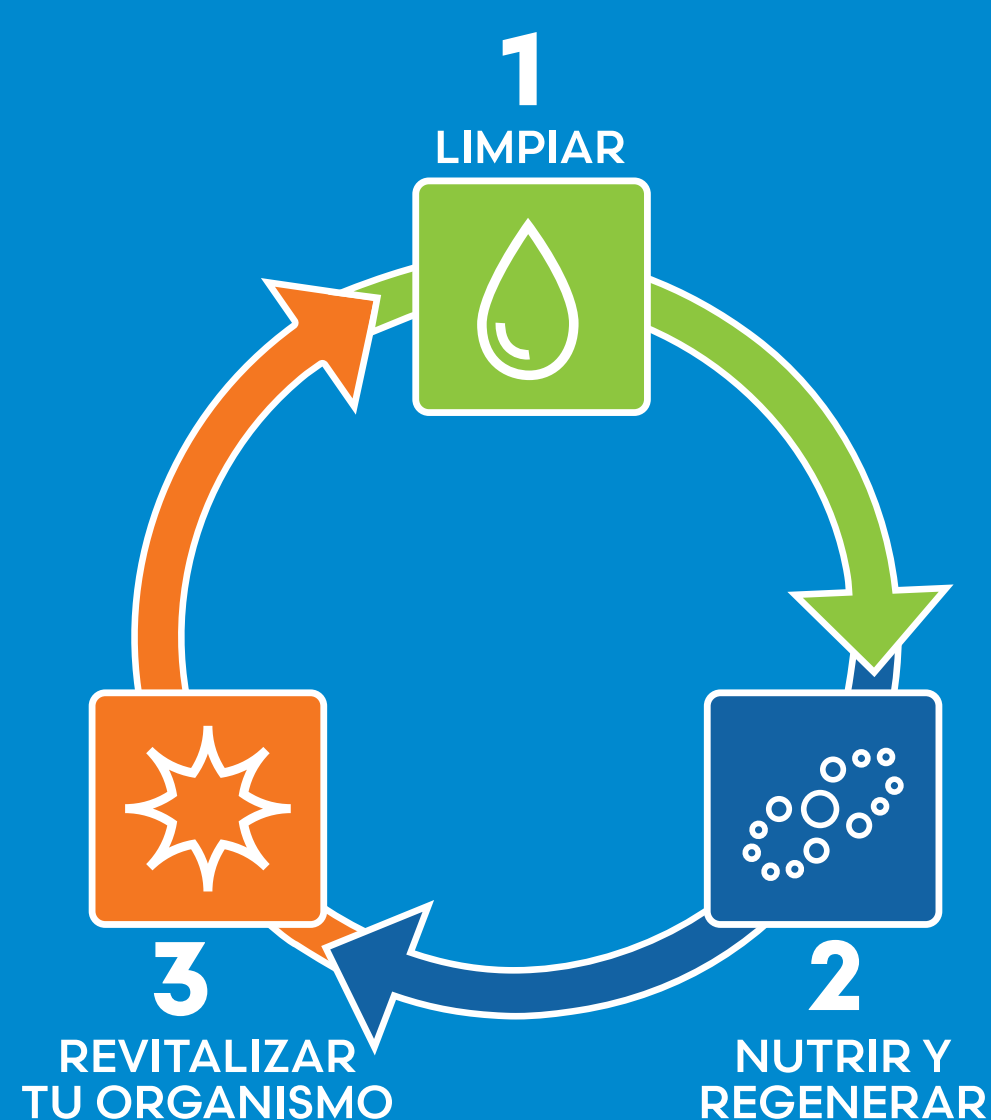 1
LIMPIAR
2
NUTRIR Y
REGENERAR
3
REVITALIZAR
TU ORGANISMO